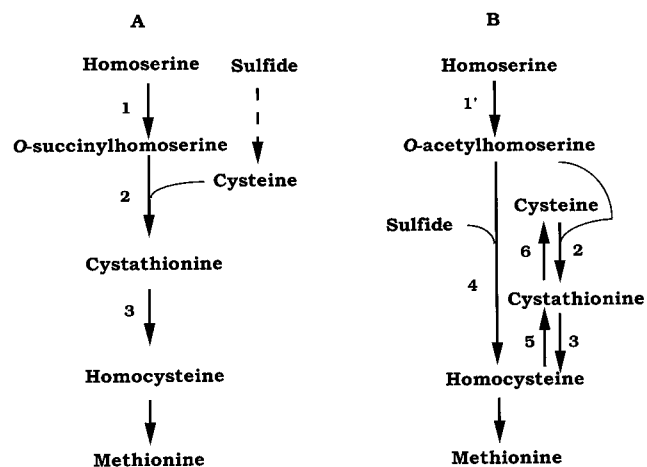 A
Homoserine Sulfide
1
O-succinylhomoserine
2
Cysteine
Cystathionine
3
Homocysteine
Methionine
B
Homoserine
1'
O-acetylhomoserine
Cysteine
Sulfide
6 2
4
Cystathionine
5 3
Homocysteine
Methionine